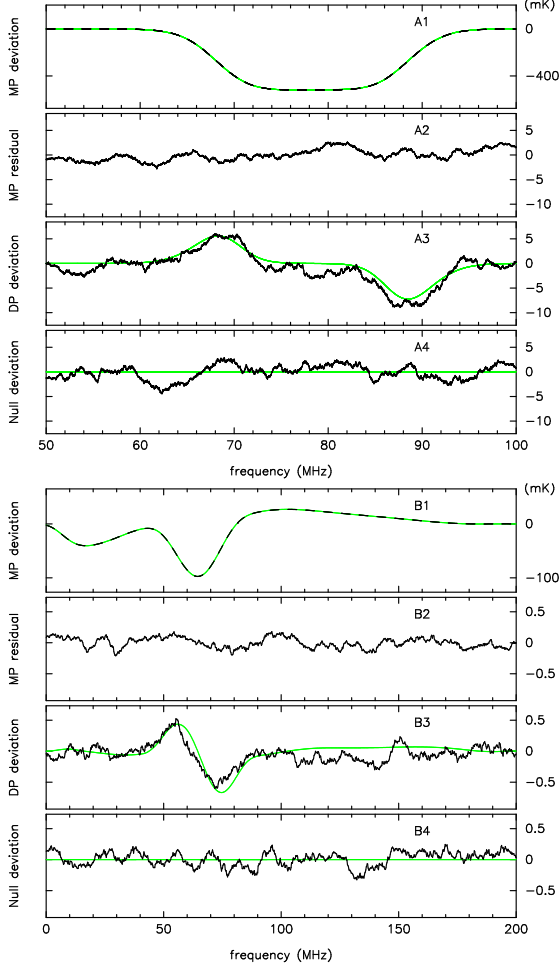 (mK)
MP deviation
A1
0
−400
MP residual
A2
5
0
−5
−10
DP deviation
A3
5
0
−5
−10
Null deviation
A4
5
0
−5
−10
50 60 70 80 90 100
frequency (MHz)
(mK)
MP deviation
B1
0
−100
MP residual
B2
0.5
0
−0.5
DP deviation
B3
0.5
0
−0.5
Null deviation
B4
0.5
0
−0.5
0 50 100 150 200
frequency (MHz)